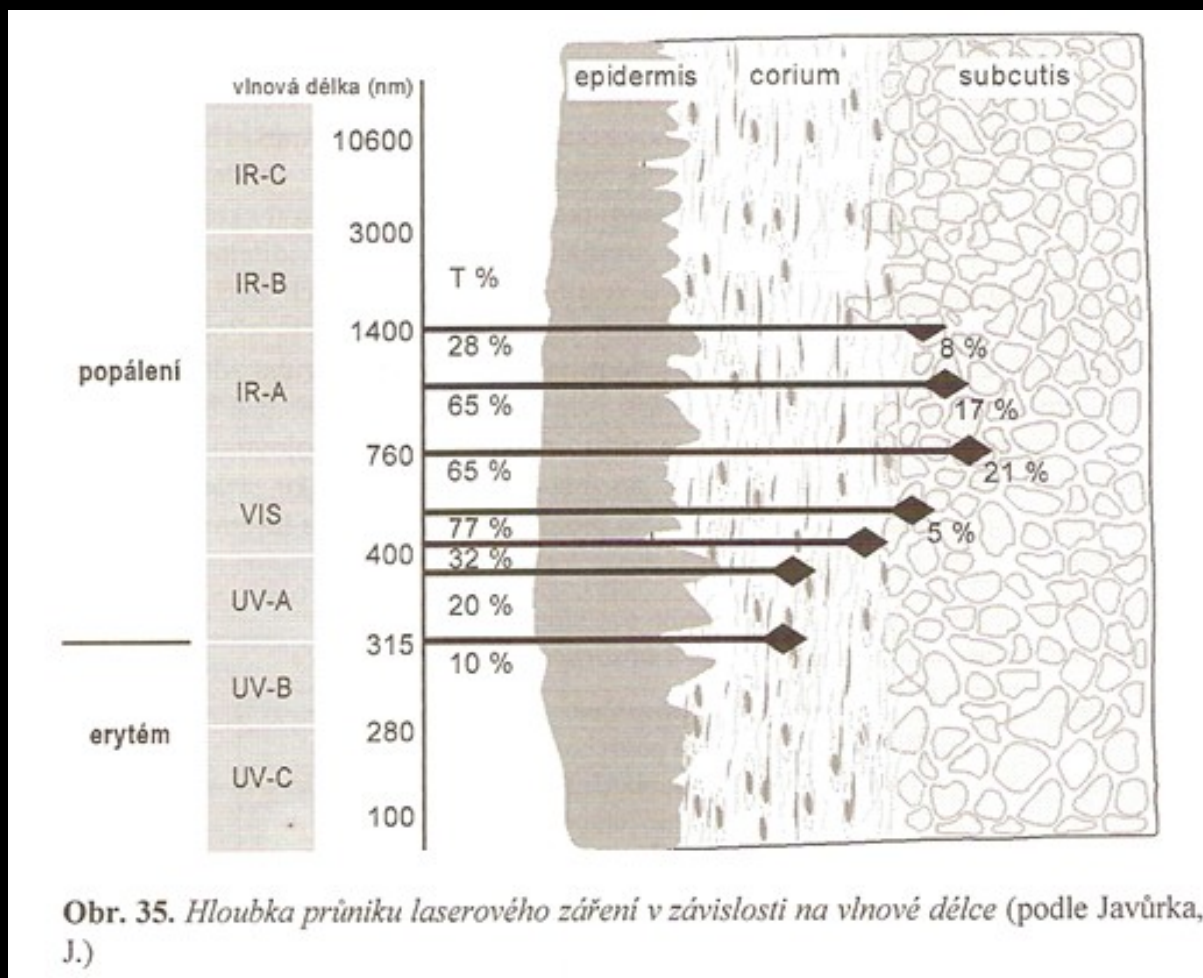 vlnová délka (nm)
epidermis
corium
subcutis
10600
IR-C
3000
IR-B
T %
1400
28 %
8 %
popálení
IR-A
65 %
17 %
760
65 %
21 %
VIS
77 %
5 %
400
32 %
UV-A
20 %
315
10 %
UV-B
erytém
280
UV-C
100
Obr. 35. Hloubka průniku laserového záření v závislosti na vlnové délce (podle Javůrka,
J.)